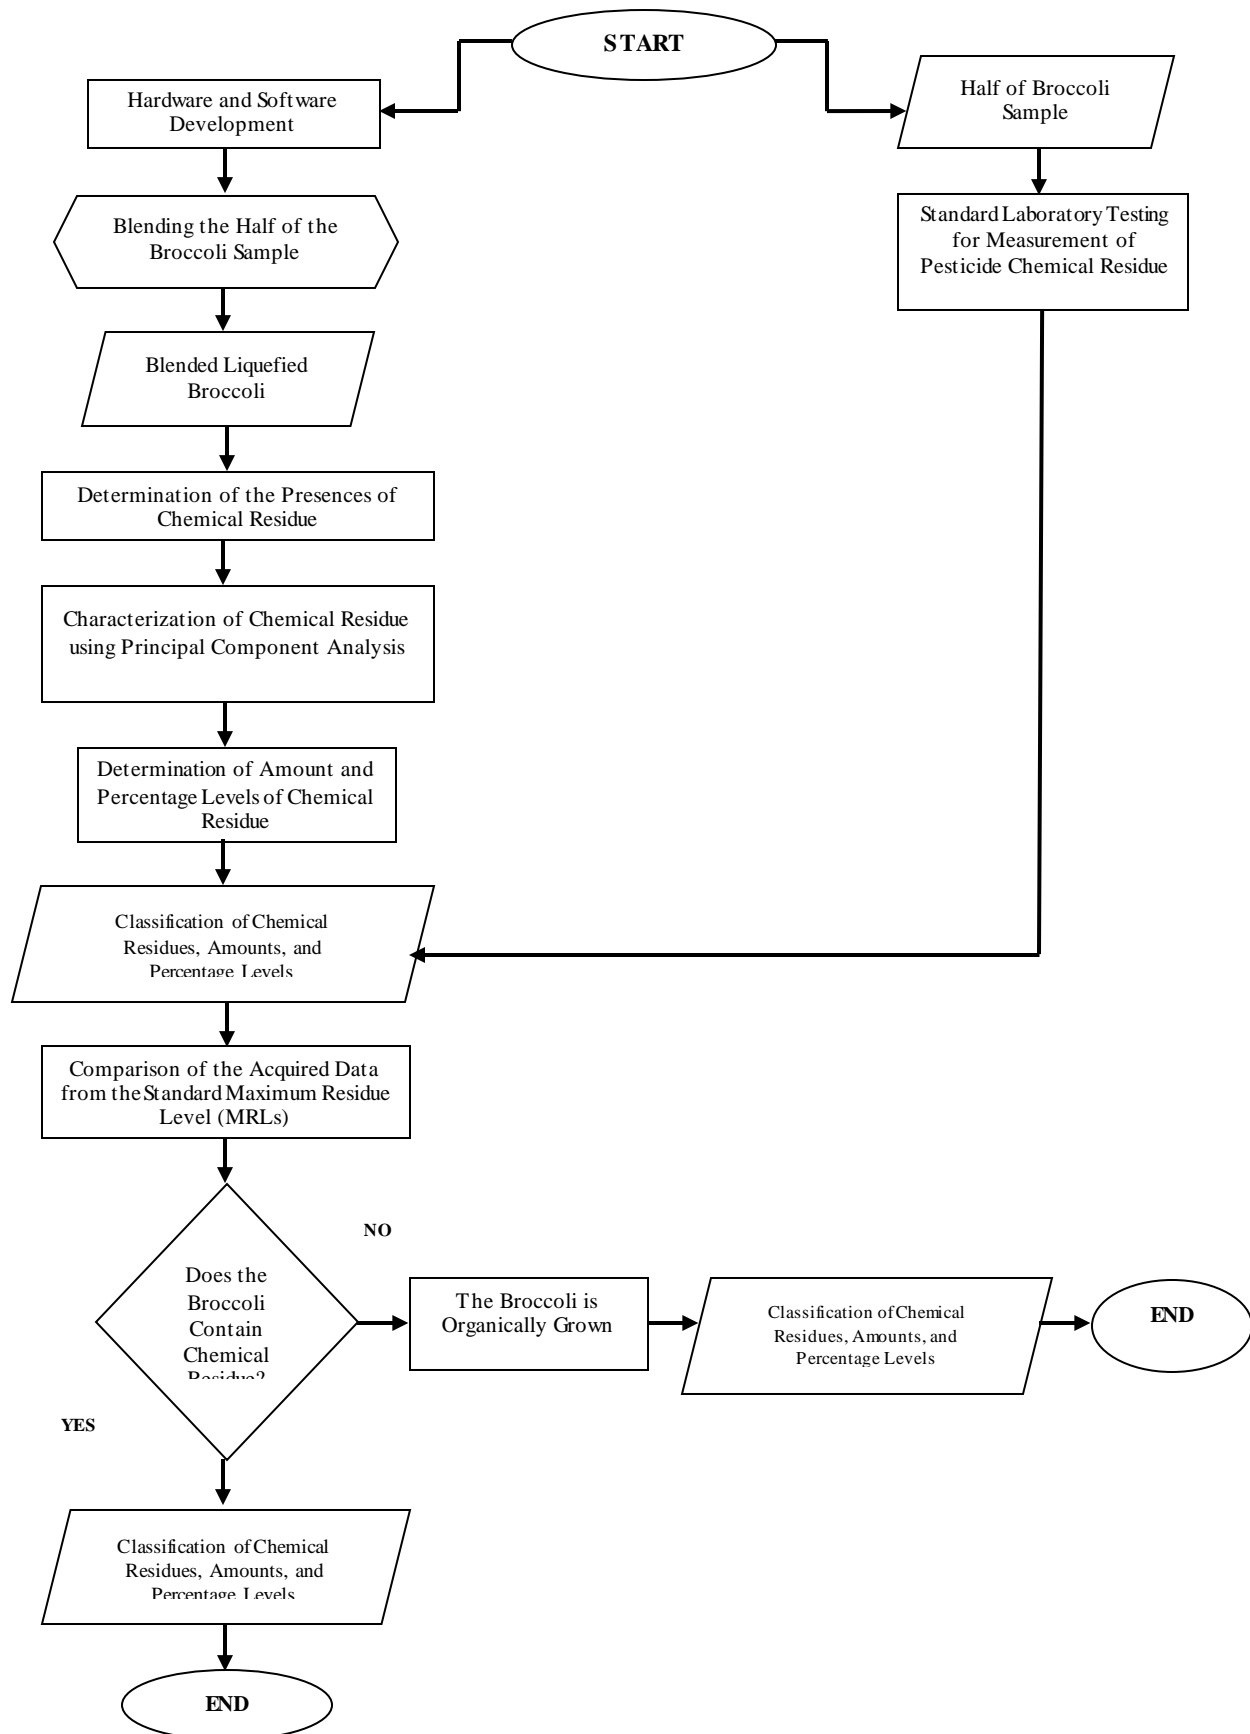 START
Hardware and Software
Development
Half of Broccoli
Sample
Blending the Half of the
Broccoli Sample
Standard Laboratory Testing
for Measurement of
Pesticide Chemical Residue
Blended Liquefied
Broccoli
Determination of the Presences of
Chemical Residue
Characterization of Chemical Residue
using Principal Component Analysis
Determination of Amount and
Percentage Levels of Chemical
Residue
Classification of Chemical
Residues, Amounts, and
Percentage Levels
Comparison of the Acquired Data
from the Standard Maximum Residue
Level (MRLs)
Does the
Broccoli
Contain
Chemical
Residue?
NO
The Broccoli is
Organically Grown
Classification of Chemical
Residues, Amounts, and
Percentage Levels
END
YES
Classification of Chemical
Residues, Amounts, and
Percentage Levels
END